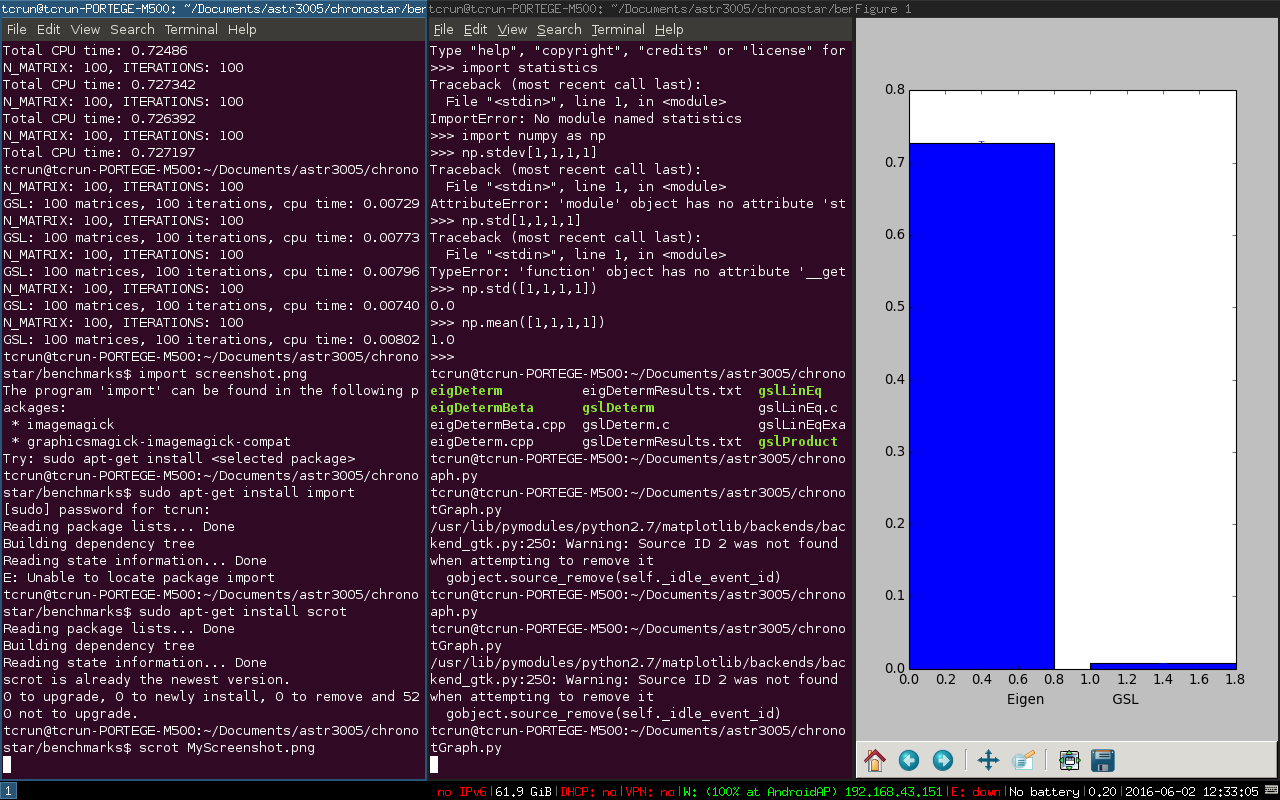 tcrun@tcrun-PORTEGE-M500: ~/Documents/astr3005/chronostar/ber
File Edit View Search Terminal Help
Total CPU time: 0.72486
N_MATRIX: 100, ITERATIONS: 100
Total CPU time: 0.727342
N_MATRIX: 100, ITERATIONS: 100
Total CPU time: 0.726392
N_MATRIX: 100, ITERATIONS: 100
Total CPU time: 0.727197
tcrun@tcrun-PORTEGE-M500:~/Documents/astr3005/chrono
N_MATRIX: 100, ITERATIONS: 100
GSL: 100 matrices, 100 iterations, cpu time: 0.00729
N_MATRIX: 100, ITERATIONS: 100
GSL: 100 matrices, 100 iterations, cpu time: 0.00773
N_MATRIX: 100, ITERATIONS: 100
GSL: 100 matrices, 100 iterations, cpu time: 0.00796
N_MATRIX: 100, ITERATIONS: 100
GSL: 100 matrices, 100 iterations, cpu time: 0.00740
N_MATRIX: 100, ITERATIONS: 100
GSL: 100 matrices, 100 iterations, cpu time: 0.00802
tcrun@tcrun-PORTEGE-M500:~/Documents/astr3005/chrono
star/benchmarks$ import screenshot.png
The program 'import' can be found in the following p
ackages:
* imagemagick
* graphicsmagick-imagemagick-compat
Try: sudo apt-get install <selected package>
tcrun@tcrun-PORTEGE-M500:~/Documents/astr3005/chrono
star/benchmarks$ sudo apt-get install import
[sudo] password for tcrun:
Reading package lists... Done
Building dependency tree
Reading state information... Done
E: Unable to locate package import
tcrun@tcrun-PORTEGE-M500:~/Documents/astr3005/chrono
star/benchmarks$ sudo apt-get install scrot
Reading package lists... Done
Building dependency tree
Reading state information... Done
scrot is already the newest version.
0 to upgrade, 0 to newly install, 0 to remove and 52
0 not to upgrade.
tcrun@tcrun-PORTEGE-M500:~/Documents/astr3005/chrono
star/benchmarks$ scrot MyScreenshot.png
tcrun@tcrun-PORTEGE-M500: ~/Documents/astr3005/chronostar/ber
File Edit View Search Terminal Help
Type "help", "copyright", "credits" or "license" for
>>> import statistics
Traceback (most recent call last):
File "<stdin>", line 1, in <module>
ImportError: No module named statistics
>>> import numpy as np
>>> np.stdev[1,1,1,1]
Traceback (most recent call last):
File "<stdin>", line 1, in <module>
AttributeError: 'module' object has no attribute 'st
>>> np.std[1,1,1,1]
Traceback (most recent call last):
File "<stdin>", line 1, in <module>
TypeError: 'function' object has no attribute '__get
>>> np.std([1,1,1,1])
0.0
>>> np.mean([1,1,1,1])
1.0
>>>
tcrun@tcrun-PORTEGE-M500:~/Documents/astr3005/chrono
eigDeterm eigDetermResults.txt gslLinEq
eigDetermBeta gslDeterm gslLinEq.c
eigDetermBeta.cpp gslDeterm.c gslLinEqExa
eigDeterm.cpp gslDetermResults.txt gslProduct
tcrun@tcrun-PORTEGE-M500:~/Documents/astr3005/chrono
aph.py
tcrun@tcrun-PORTEGE-M500:~/Documents/astr3005/chrono
tGraph.py
/usr/lib/pymodules/python2.7/matplotlib/backends/bac
kend_gtk.py:250: Warning: Source ID 2 was not found
when attempting to remove it
gobject.source_remove(self._idle_event_id)
tcrun@tcrun-PORTEGE-M500:~/Documents/astr3005/chrono
aph.py
tcrun@tcrun-PORTEGE-M500:~/Documents/astr3005/chrono
tGraph.py
/usr/lib/pymodules/python2.7/matplotlib/backends/bac
kend_gtk.py:250: Warning: Source ID 2 was not found
when attempting to remove it
gobject.source_remove(self._idle_event_id)
tcrun@tcrun-PORTEGE-M500:~/Documents/astr3005/chrono
tGraph.py
Figure 1
0.8
0.7
0.6
0.5
0.4
0.3
0.2
0.1
0.0
0.0 0.2 0.4 0.6 0.8 1.0 1.2 1.4 1.6 1.8
Eigen GSL
1
no IPv6|61.9 GiB|DHCP: no|VPN: no|W: (100% at AndroidAP) 192.168.43.151|E: down|No battery|0.20|2016-06-02 12:33:05